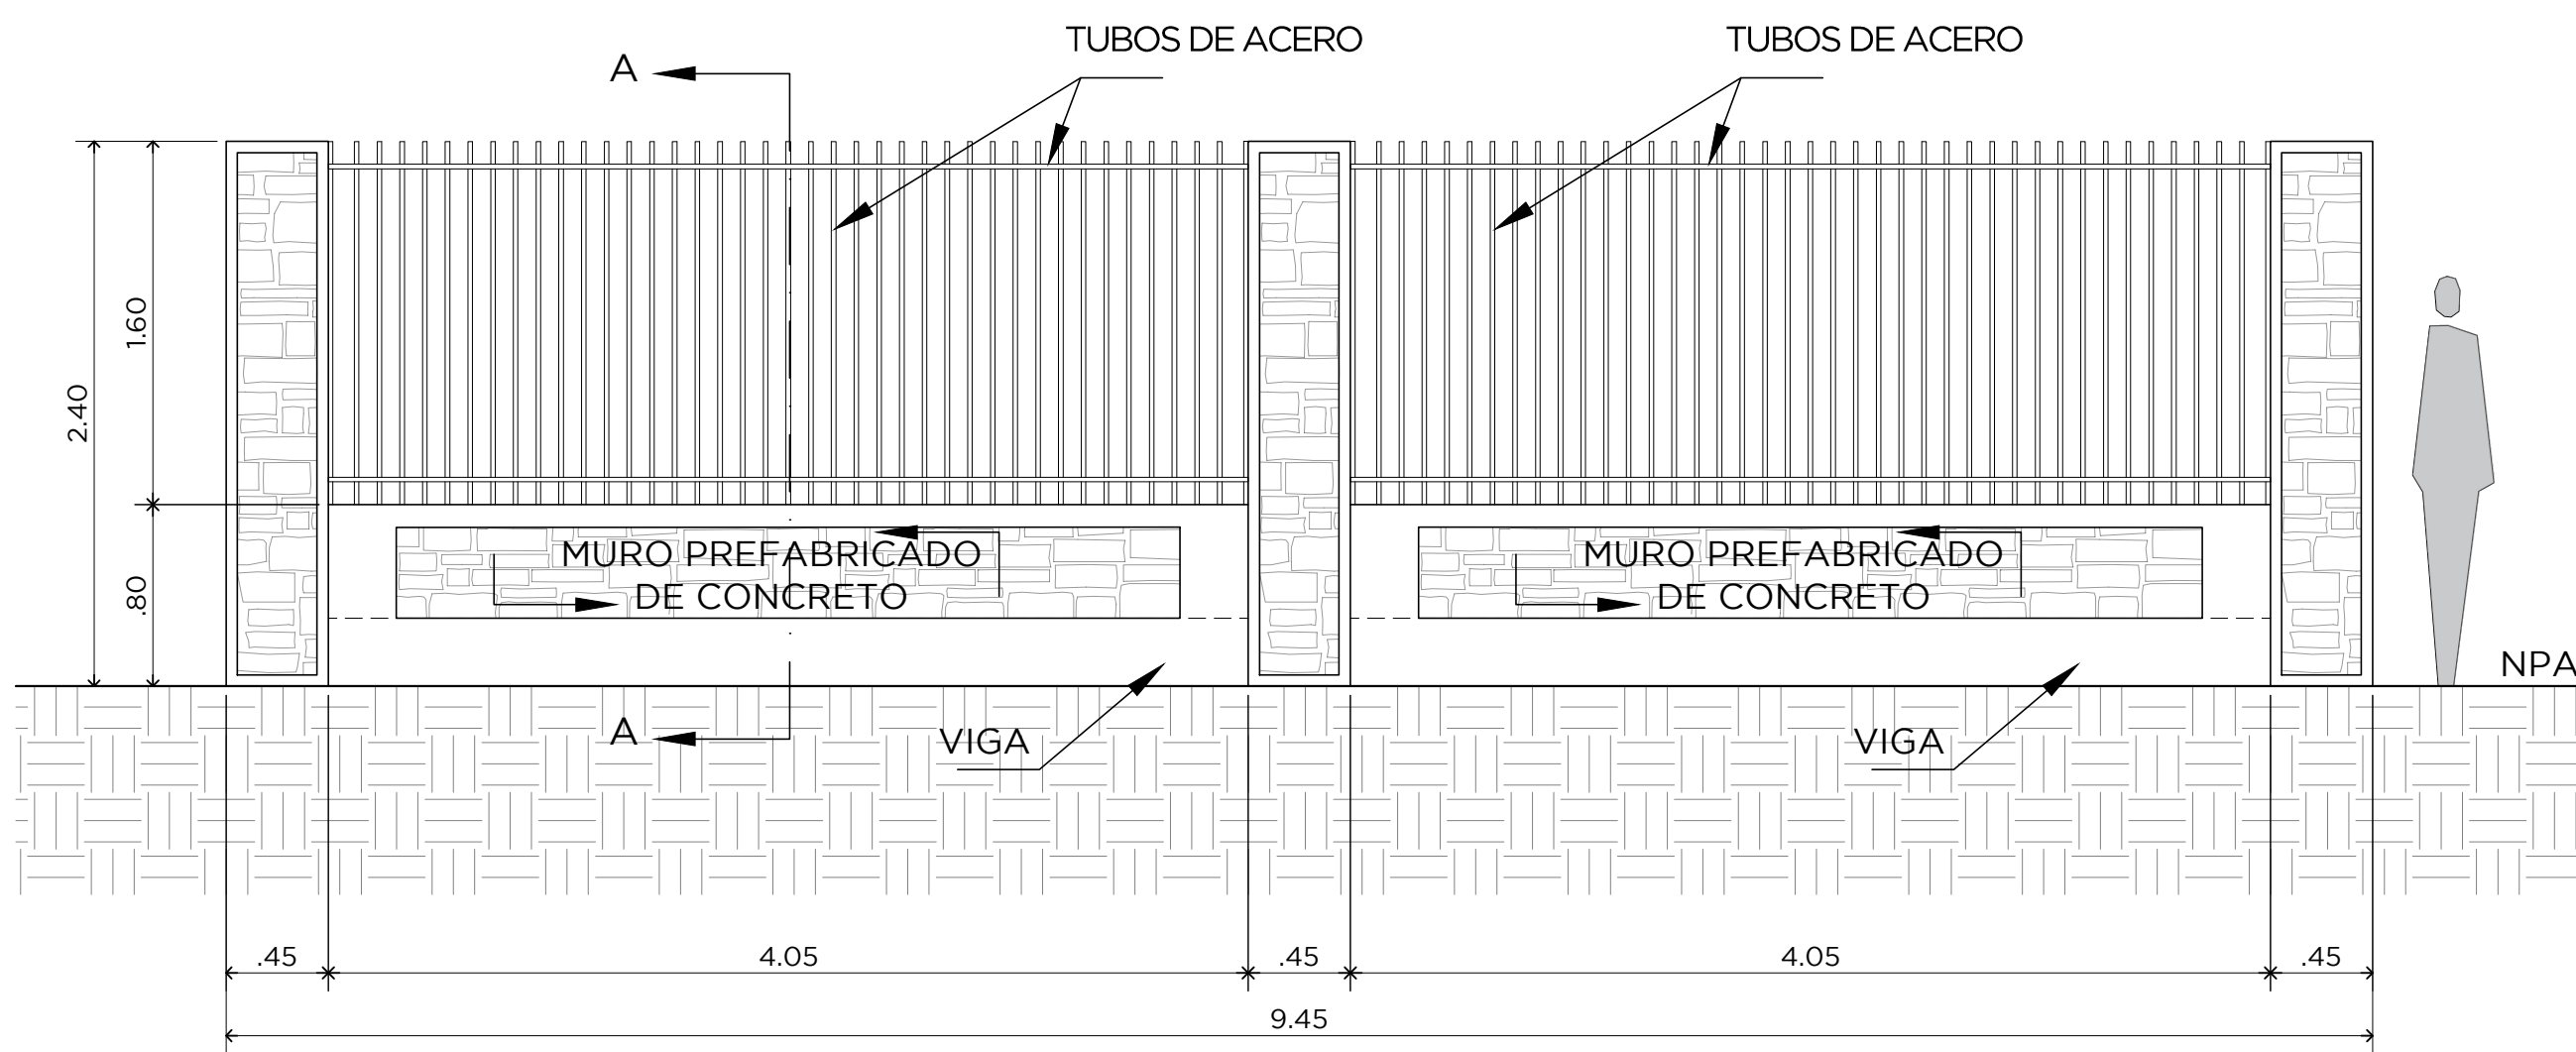 TUBOS DE ACERO
TUBOS DE ACERO
A
1.60
2.40
.80
MURO PREFABRICADO
DE CONCRETO
MURO PREFABRICADO
DE CONCRETO
NPA
A
VIGA
VIGA
.45
4.05
.45
4.05
.45
9.45